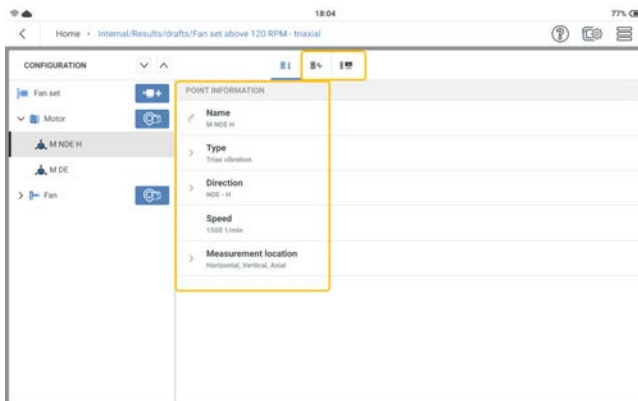 18:04
77%
Home
Internal/Results/drafts/Fan set above 120 RPM - triaxial
CONFIGURATION
Fan set
Motor
M NDE H
M DE
Fan
POINT INFORMATION
Name
M NDE H
Type
Triax vibration
Direction
NDE - H
Speed
1500 1/min
Measurement location
Horizontal, Vertical, Axial